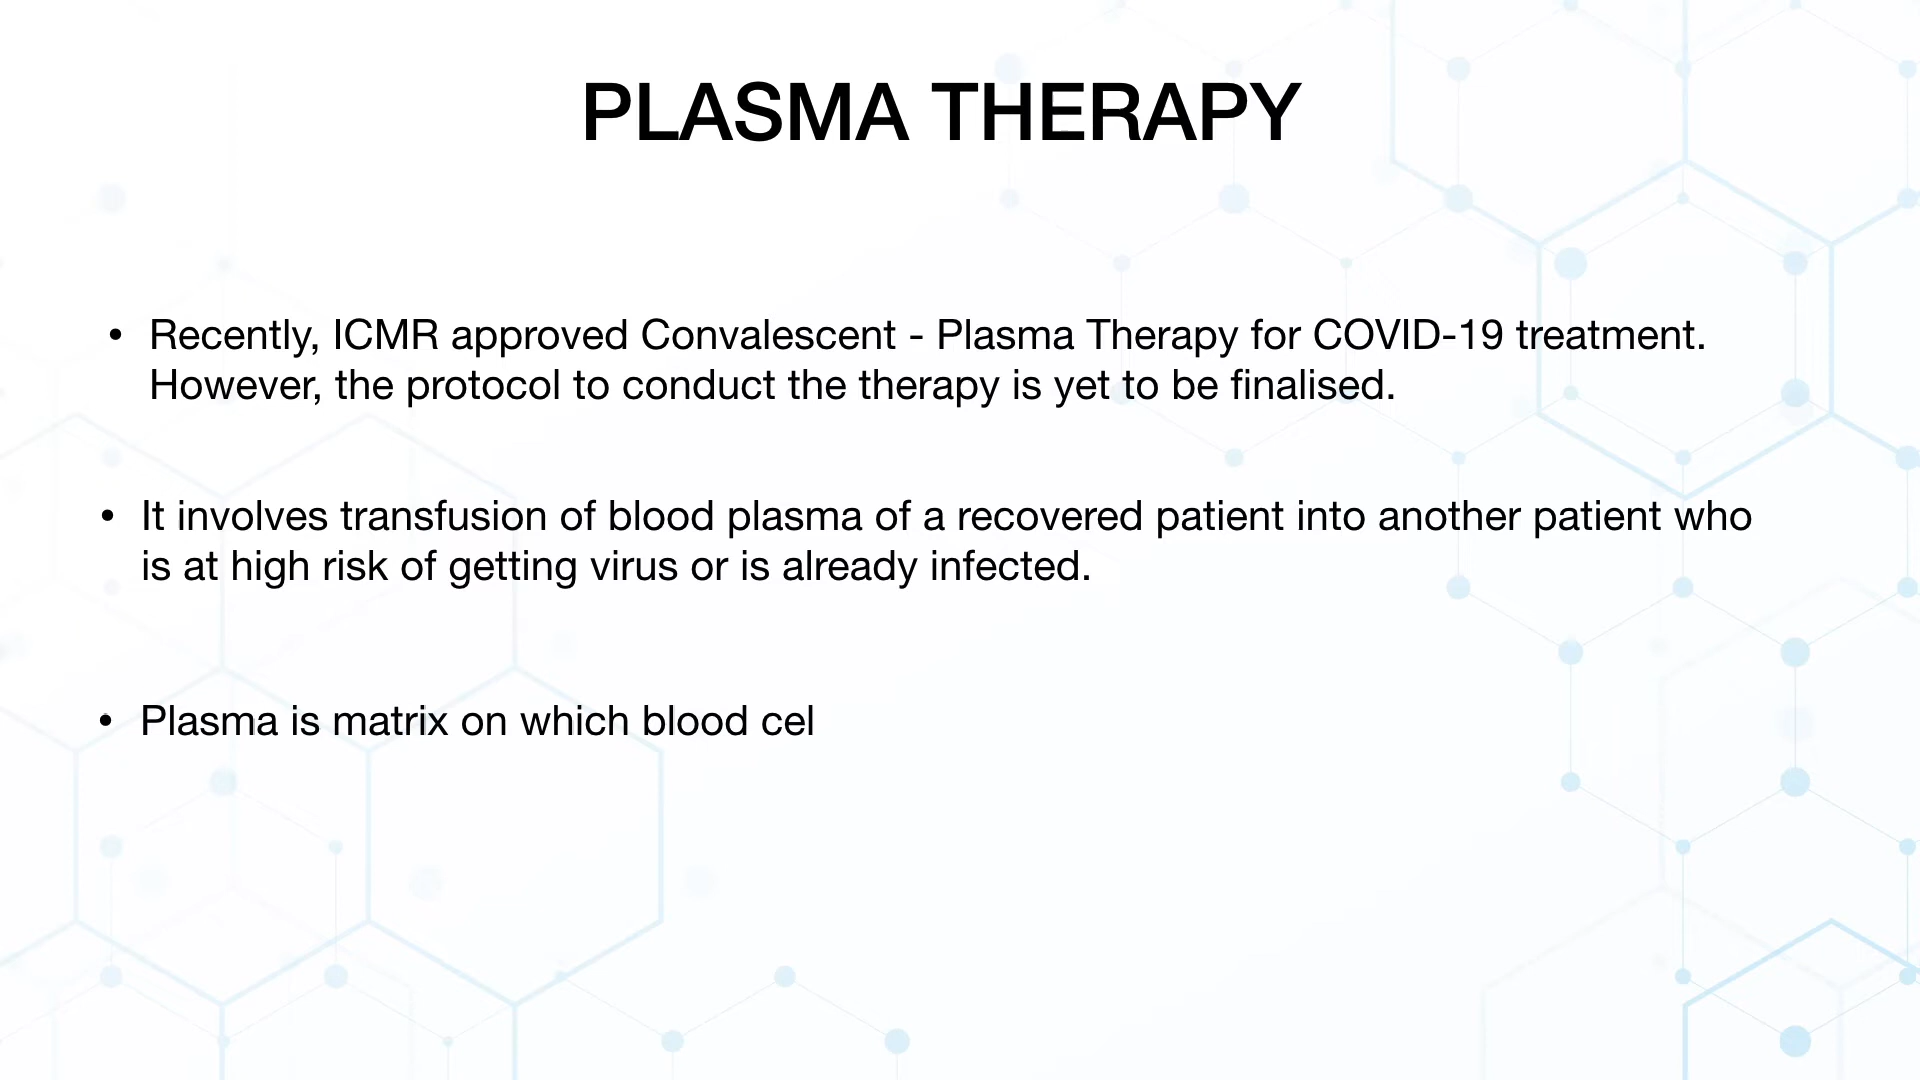 PLASMA THERAPY
• Recently, ICMR approved Convalescent - Plasma Therapy for COVID-19 treatment.
However, the protocol to conduct the therapy is yet to be finalised.
• It involves transfusion of blood plasma of a recovered patient into another patient who
is at high risk of getting virus or is already infected.
• Plasma is matrix on which blood cel